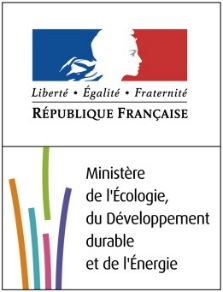 Liberté • Égalité • Fraternité
RÉPUBLIQUE FRANÇAISE
Ministère
de l'Écologie,
du Développement
durable
et de l'Énergie